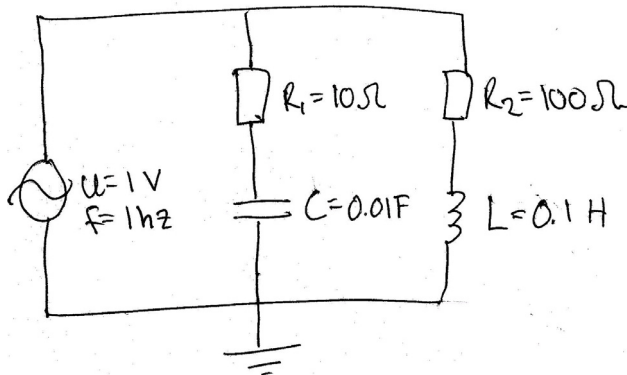 R₁=10Ω
R₂=100Ω
U=1V
f=1hz
C=0.01F
L=0.1H